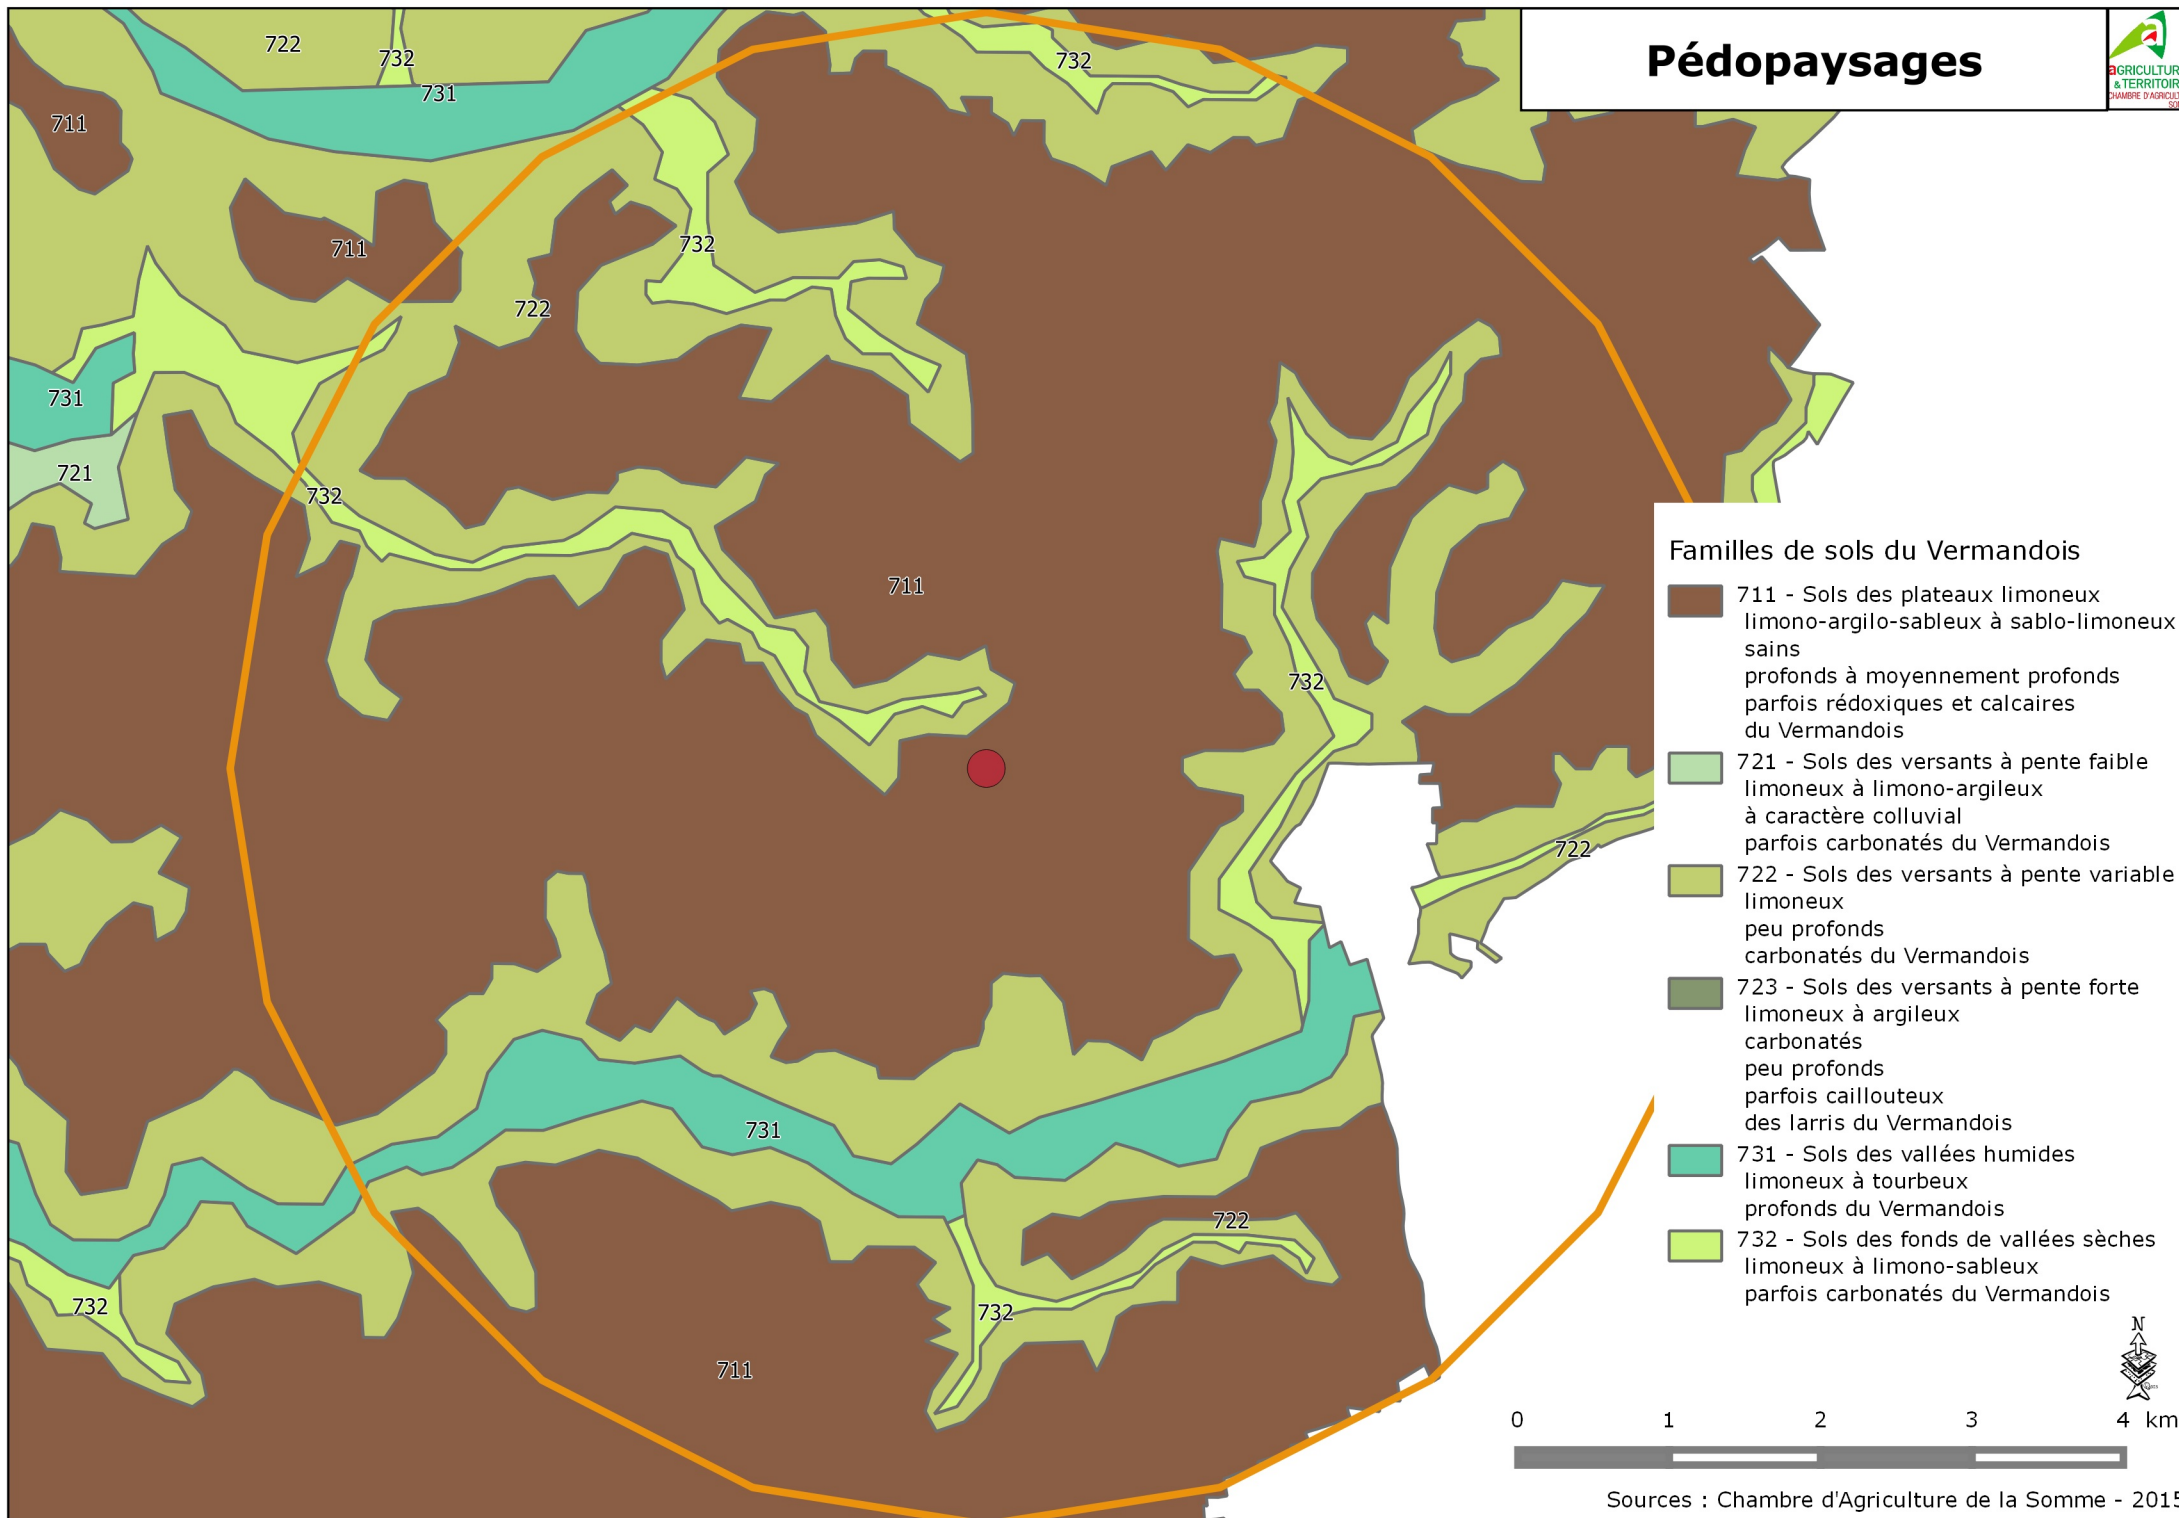 Pédopaysages
AGRICULTUR
& TERRITOIR
CHAMBRE D'AGRICUL
SO
722
732
731
711
711
732
732
722
731
721
732
711
732
722
731
722
732
732
711
Familles de sols du Vermandois
711 - Sols des plateaux limoneux
limono-argilo-sableux à sablo-limoneux
sains
profonds à moyennement profonds
parfois rédoxiques et calcaires
du Vermandois
721 - Sols des versants à pente faible
limoneux à limono-argileux
à caractère colluvial
parfois carbonatés du Vermandois
722 - Sols des versants à pente variable
limoneux
peu profonds
carbonatés du Vermandois
723 - Sols des versants à pente forte
limoneux à argileux
carbonatés
peu profonds
parfois caillouteux
des larris du Vermandois
731 - Sols des vallées humides
limoneux à tourbeux
profonds du Vermandois
732 - Sols des fonds de vallées sèches
limoneux à limono-sableux
parfois carbonatés du Vermandois
N
0 1 2 3 4 km
Sources : Chambre d'Agriculture de la Somme - 2015